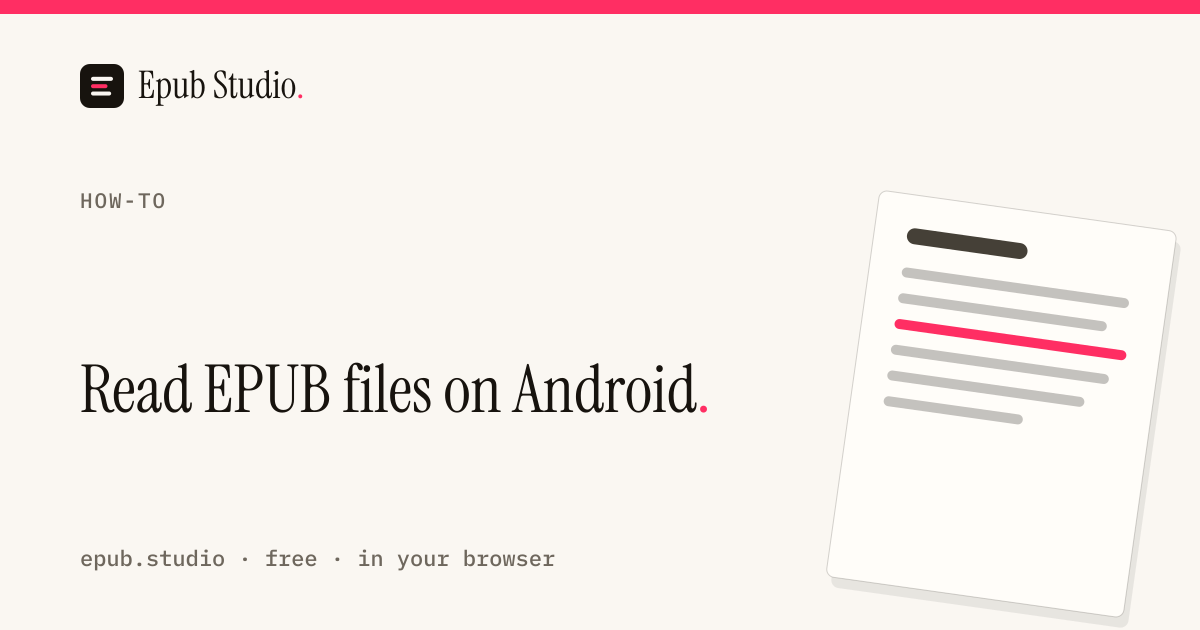 Epub Studio.
HOW-TO
Read EPUB files on Android.
epub.studio · free · in your browser